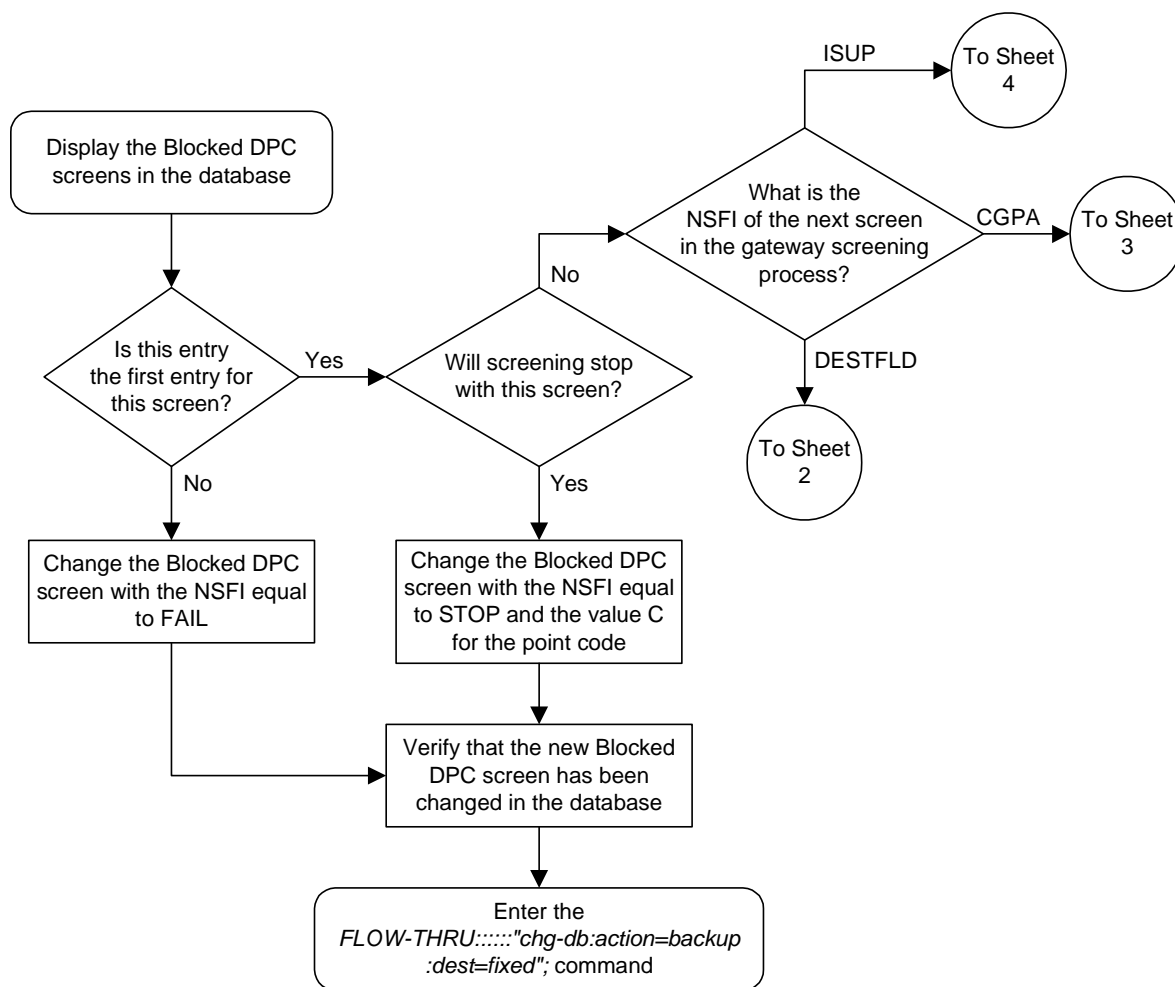 Display the Blocked DPC
screens in the database
Is this entry
the first entry for
this screen?
Yes
No
Will screening stop
with this screen?
No
Yes
What is the
NSFI of the next screen
in the gateway screening
process?
ISUP
To Sheet
4
CGPA
To Sheet
3
DESTFLD
To Sheet
2
Change the Blocked DPC
screen with the NSFI equal
to FAIL
Change the Blocked DPC
screen with the NSFI equal
to STOP and the value C
for the point code
Verify that the new Blocked
DPC screen has been
changed in the database
Enter the
FLOW-THRU::::::"chg-db:action=backup
:dest=fixed"; command